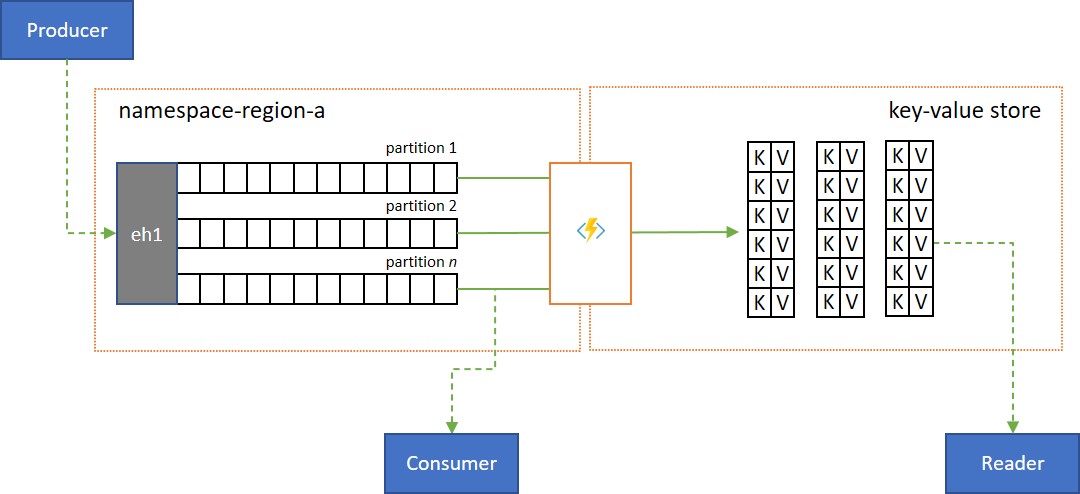 Producer
namespace-region-a
key-value store
partition 1
partition 2
partition n
eh1
K V K V K V
K V K V K V
K V K V K V
K V K V K V
K V K V K V
K V K V K V
Consumer
Reader